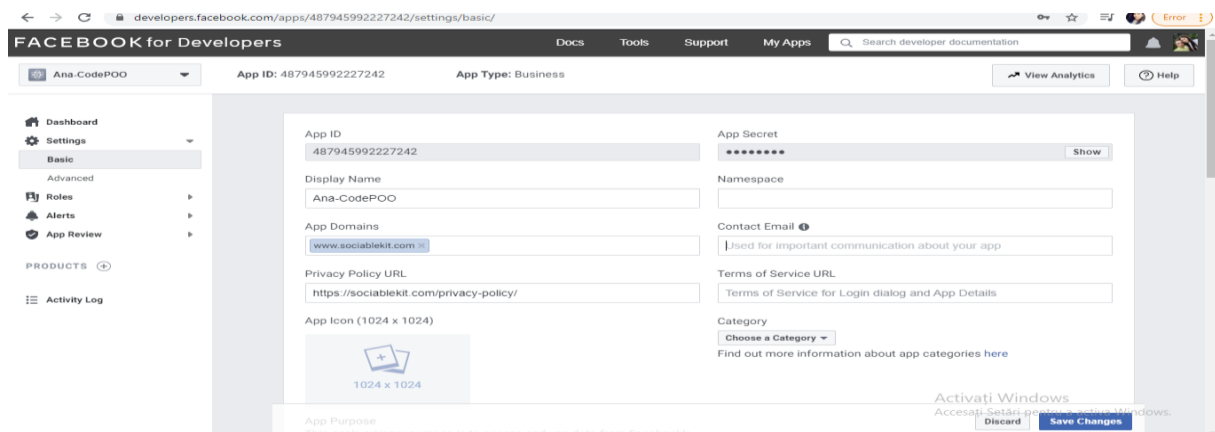 developers.facebook.com/apps/487945992227242/settings/basic/ Error
FACEBOOK for Developers Docs Tools Support My Apps Search developer documentation
Ana-CodePOO App ID: 487945992227242 App Type: Business View Analytics Help
Dashboard
Settings
Basic
Advanced
Roles
Alerts
App Review
PRODUCTS
Activity Log
App ID App Secret
487945992227242 •••••••• Show
Display Name Namespace
Ana-CodePOO
App Domains Contact Email
www.sociablekit.com × Used for important communication about your app
Privacy Policy URL Terms of Service URL
https://sociablekit.com/privacy-policy/ Terms of Service for Login dialog and App Details
App Icon (1024 x 1024) Category
Choose a Category
Find out more information about app categories here
1024 x 1024
Activați Windows
Accesați Setări pentru a activa Windows.
App Purpose Discard Save Changes